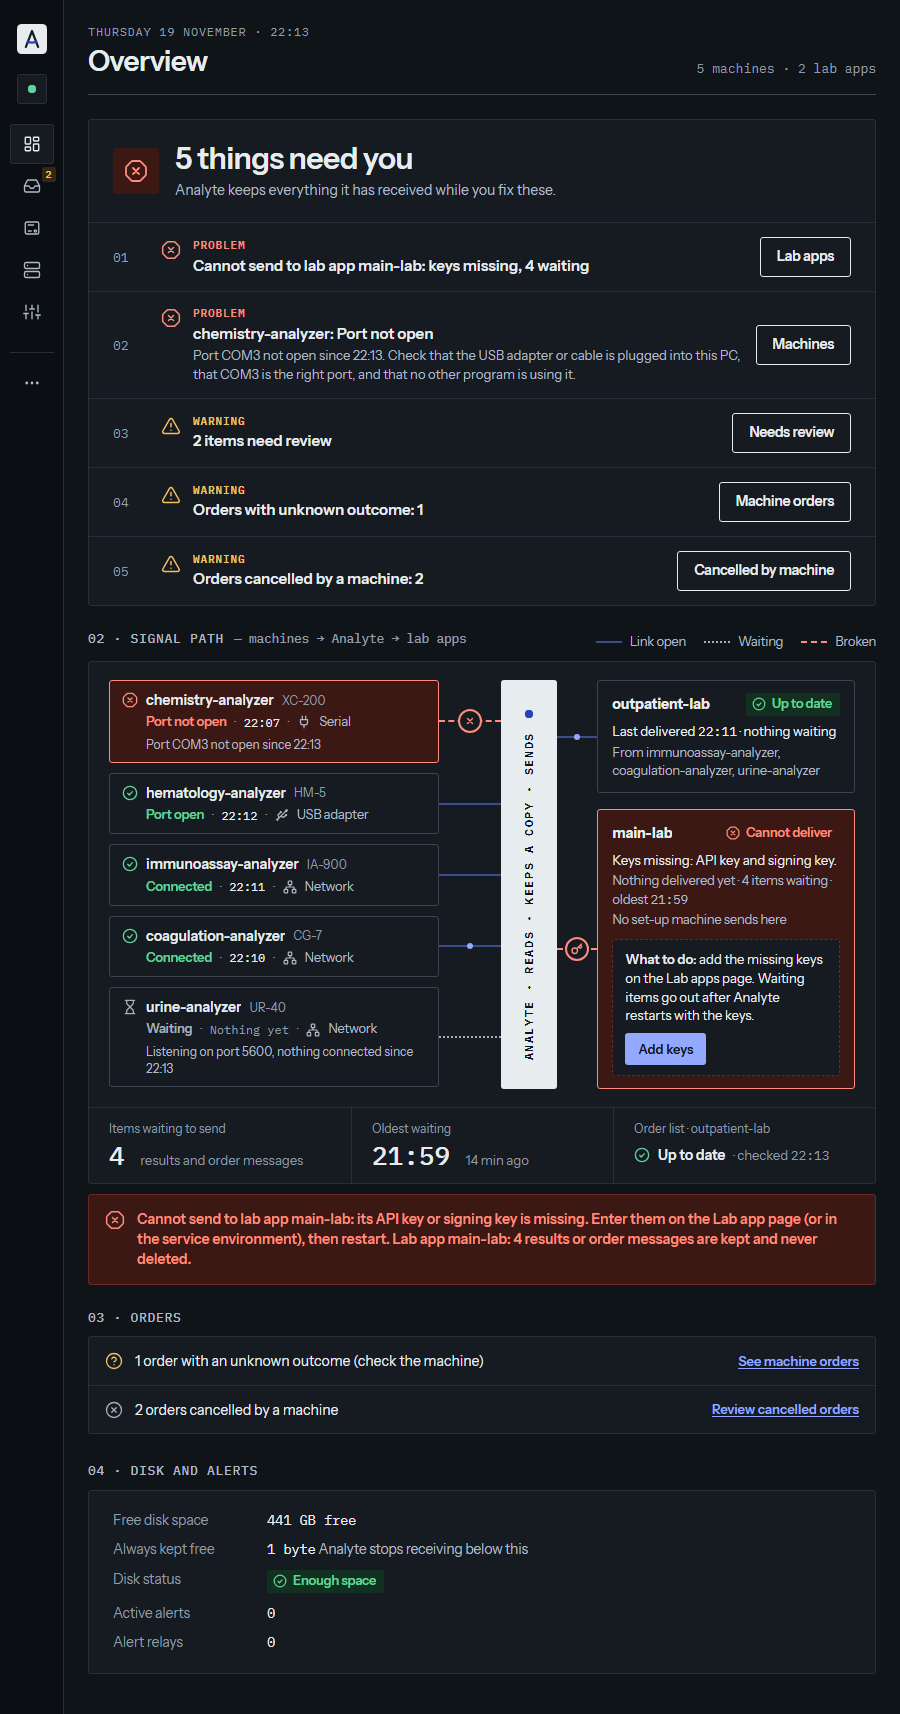 THURSDAY 19 NOVEMBER · 22:13
Overview
5 machines · 2 lab apps
A
2
5 things need you
Analyte keeps everything it has received while you fix these.
01
PROBLEM
Cannot send to lab app main-lab: keys missing, 4 waiting
Lab apps
02
PROBLEM
chemistry-analyzer: Port not open
Port COM3 not open since 22:13. Check that the USB adapter or cable is plugged into this PC,
that COM3 is the right port, and that no other program is using it.
Machines
03
WARNING
2 items need review
Needs review
04
WARNING
Orders with unknown outcome: 1
Machine orders
05
WARNING
Orders cancelled by a machine: 2
Cancelled by machine
02 · SIGNAL PATH — machines → Analyte → lab apps
Link open
Waiting
Broken
chemistry-analyzer XC-200
Port not open · 22:07 · Serial
Port COM3 not open since 22:13
hematology-analyzer HM-5
Port open · 22:12 · USB adapter
immunoassay-analyzer IA-900
Connected · 22:11 · Network
coagulation-analyzer CG-7
Connected · 22:10 · Network
urine-analyzer UR-40
Waiting · Nothing yet · Network
Listening on port 5600, nothing connected since
22:13
ANALYTE · READS · KEEPS A COPY · SENDS
outpatient-lab
Up to date
Last delivered 22:11 · nothing waiting
From immunoassay-analyzer,
coagulation-analyzer, urine-analyzer
main-lab
Cannot deliver
Keys missing: API key and signing key.
Nothing delivered yet · 4 items waiting ·
oldest 21:59
No set-up machine sends here
What to do: add the missing keys
on the Lab apps page. Waiting
items go out after Analyte
restarts with the keys.
Add keys
Items waiting to send
4 results and order messages
Oldest waiting
21:59 14 min ago
Order list · outpatient-lab
Up to date · checked 22:13
Cannot send to lab app main-lab: its API key or signing key is missing. Enter them on the Lab app page (or in
the service environment), then restart. Lab app main-lab: 4 results or order messages are kept and never
deleted.
03 · ORDERS
1 order with an unknown outcome (check the machine)
See machine orders
2 orders cancelled by a machine
Review cancelled orders
04 · DISK AND ALERTS
Free disk space
441 GB free
Always kept free
1 byte Analyte stops receiving below this
Disk status
Enough space
Active alerts
0
Alert relays
0